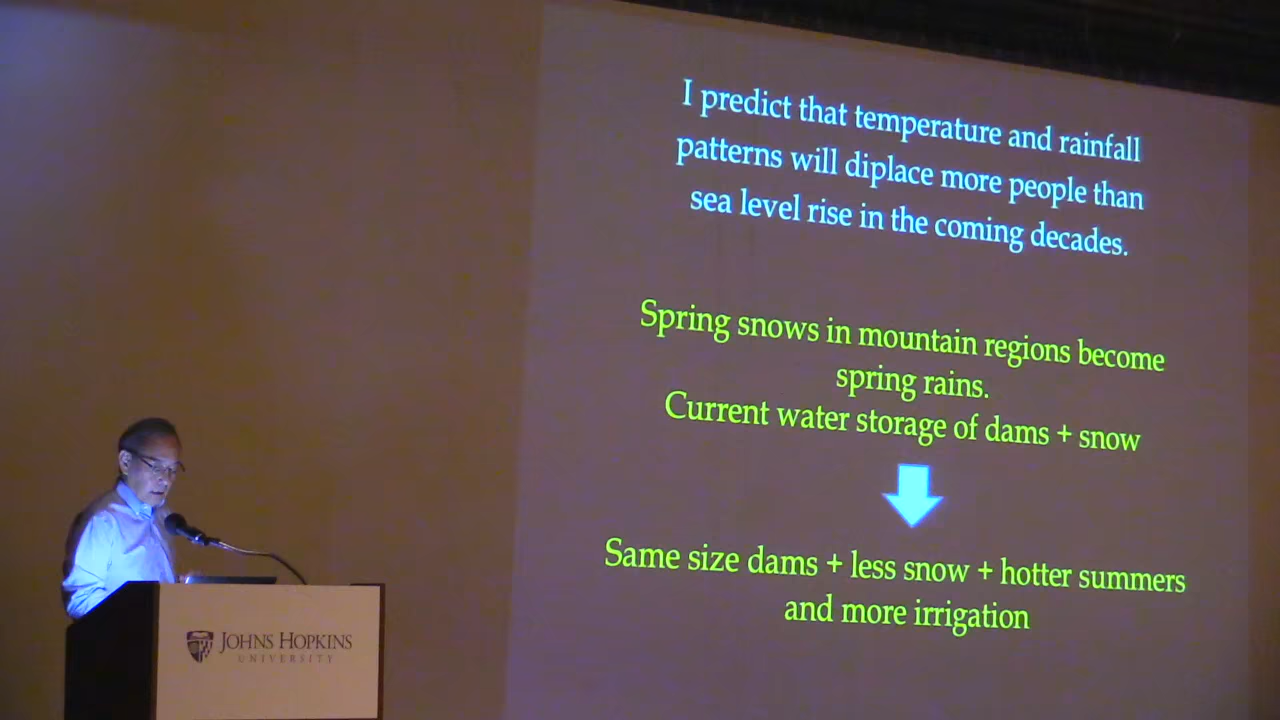 I predict that temperature and rainfall
patterns will diplace more people than
sea level rise in the coming decades.
Spring snows in mountain regions become
spring rains.
Current water storage of dams + snow
Same size dams + less snow + hotter summers
and more irrigation
JOHNS HOPKINS
UNIVERSITY